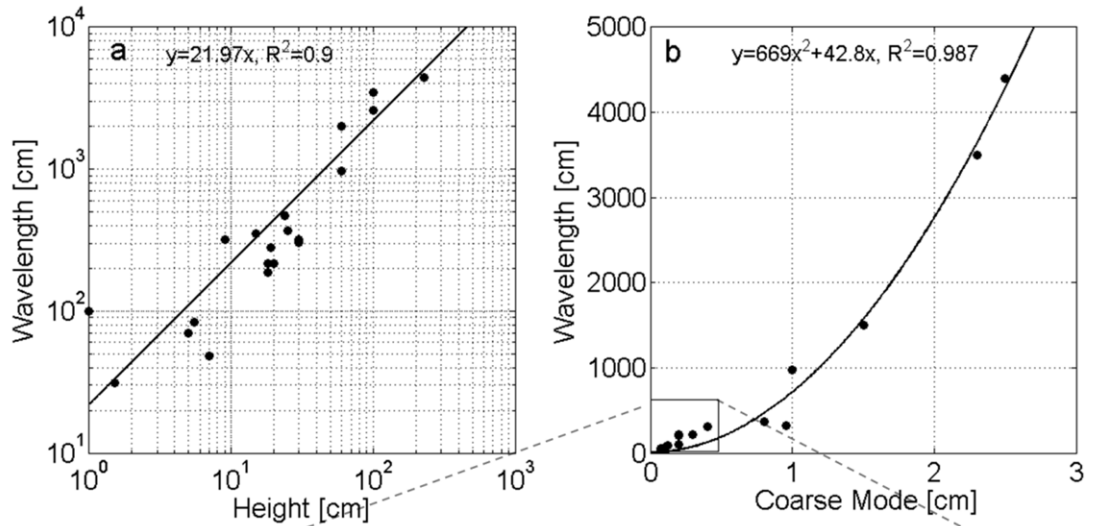 a
y=21.97x, R²=0.9
10⁴
10³
10²
10¹
10⁰
10¹
10²
10³
Wavelength [cm]
Height [cm]
b
y=669x²+42.8x, R²=0.987
5000
4000
3000
2000
1000
0
0
1
2
3
Wavelength [cm]
Coarse Mode [cm]